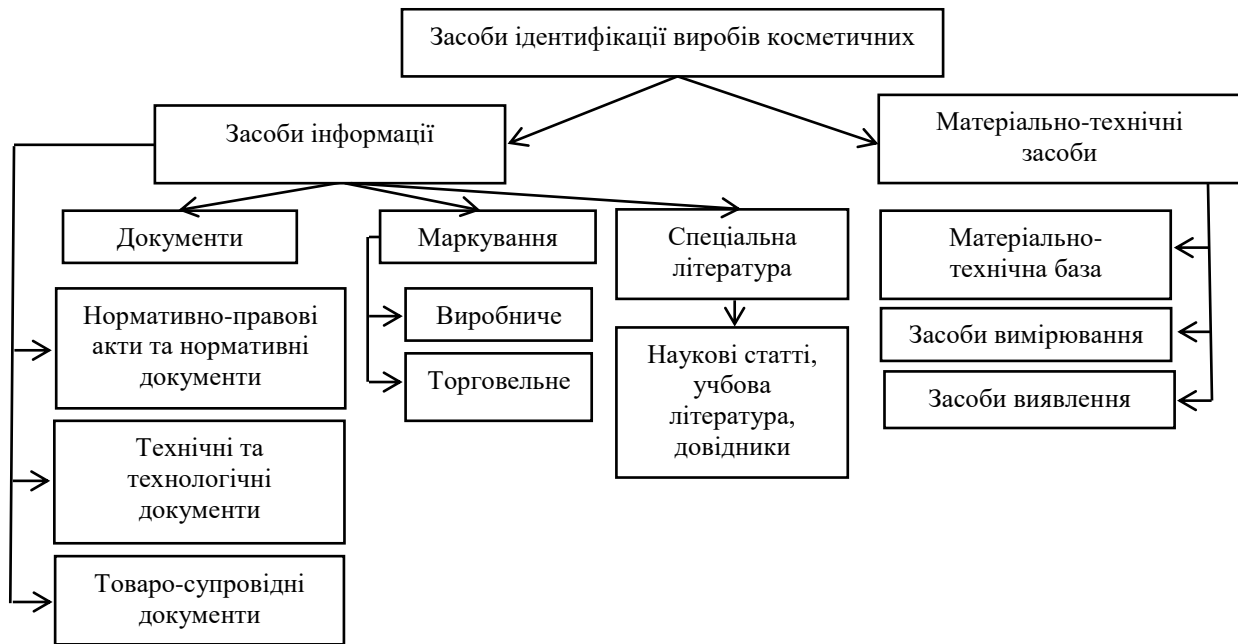 Засоби ідентифікації виробів косметичних
Засоби інформації
Матеріально-технічні
засоби
Документи
Маркування
Спеціальна
література
Матеріально-
технічна база
Нормативно-правові
акти та нормативні
документи
Виробниче
Торговельне
Наукові статті,
учбова
література,
довідники
Засоби вимірювання
Засоби виявлення
Технічні та
технологічні
документи
Товаро-супровідні
документи